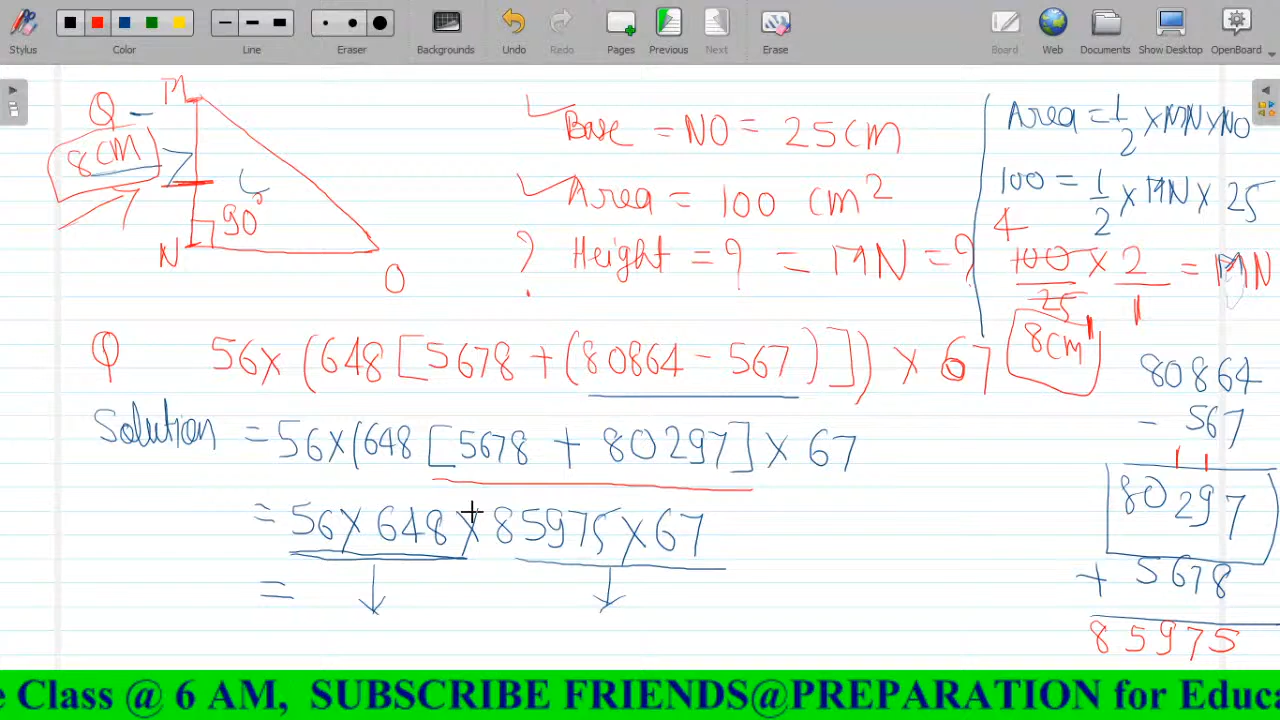 Stylus Color Line Eraser Backgrounds Undo Redo Pages Previous Next Erase Board Web Documents Show Desktop OpenBoard
Q - M
8cm
90°
N
O
Base = NO = 25cm
Area = 100 cm²
? Height = ? = MN = ?
Area = 1/2 × MN × NO
100 = 1/2 × MN × 25
4
100/25 × 2/1 = MN
8cm
Q 56 × (648 [5678 + (80864 - 567)]) × 67
Solution = 56 × (648 [5678 + 80297] × 67
= 56 × 648 × 85975 × 67
=
80864
- 567
80297
+ 5678
85975
e Class @ 6 AM, SUBSCRIBE FRIENDS@PREPARATION for Educa